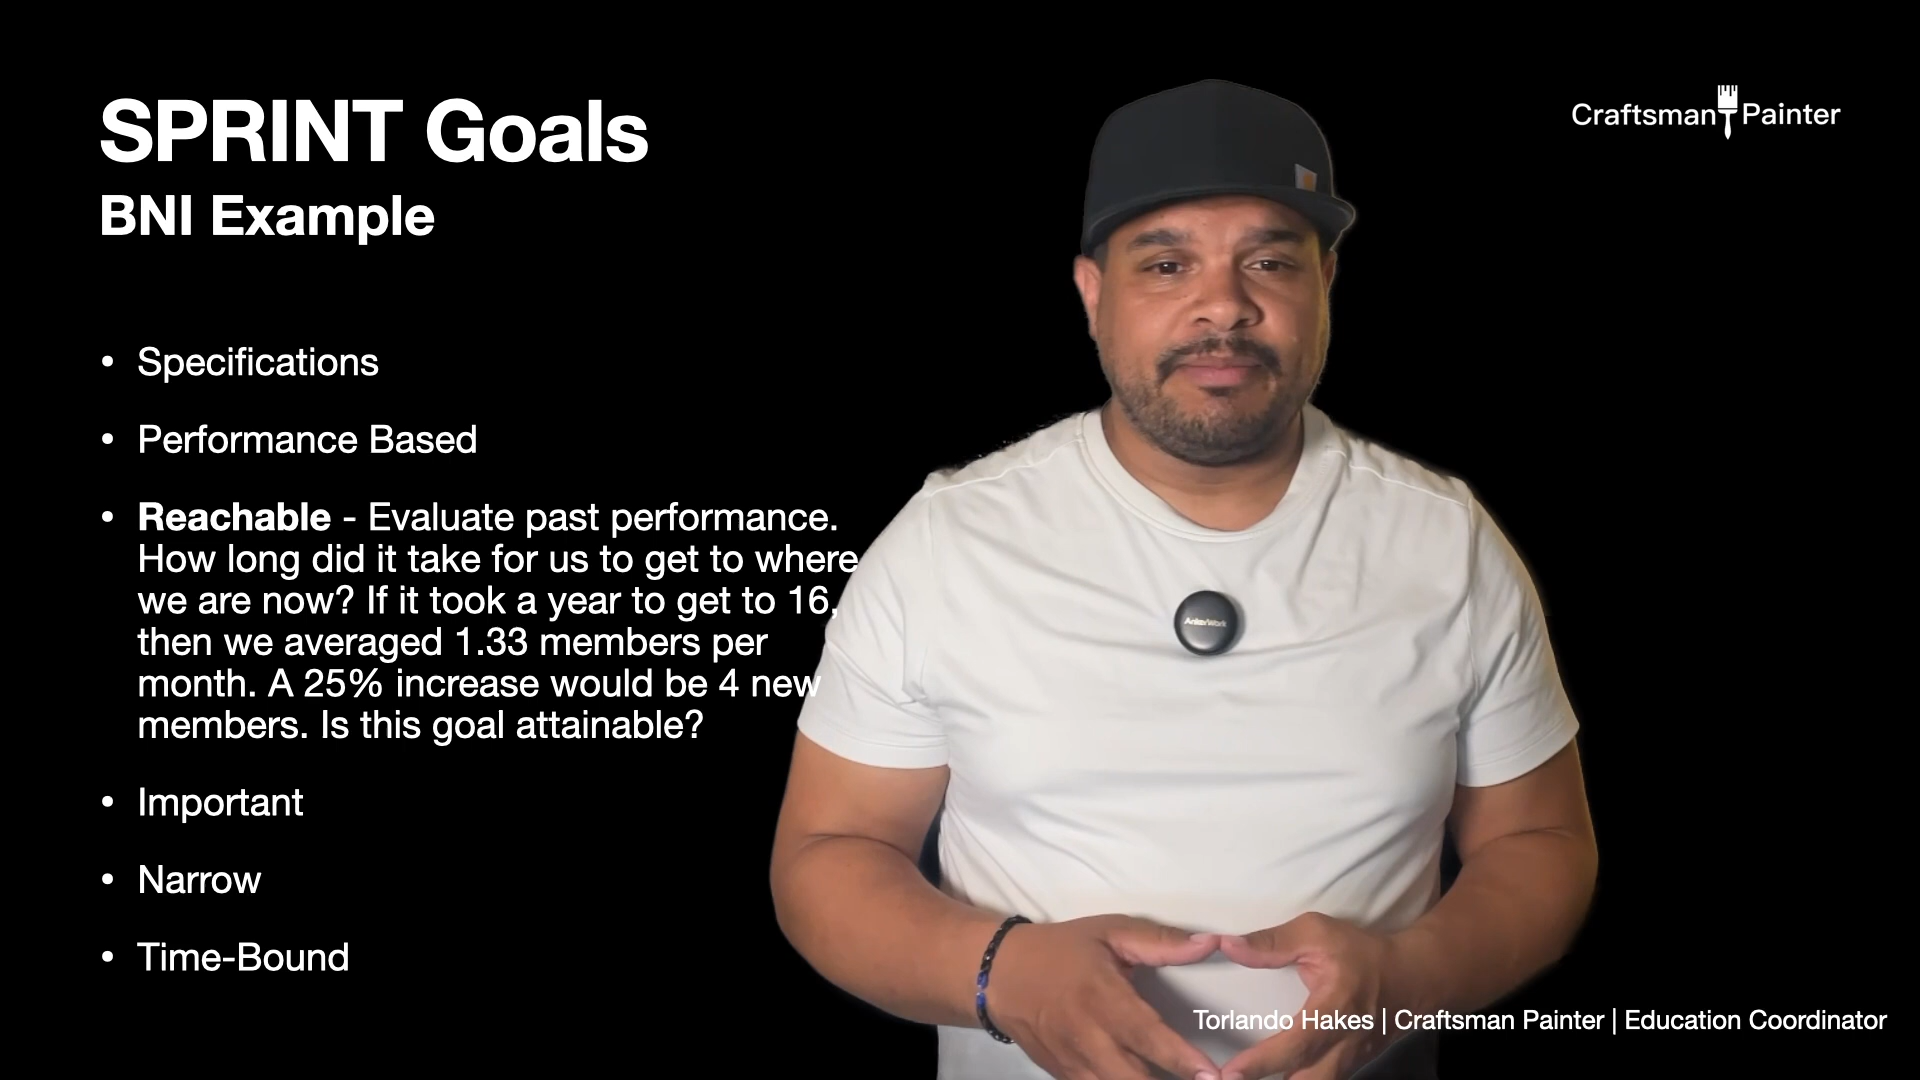 SPRINT Goals
BNI Example
Craftsman Painter
• Specifications
• Performance Based
• Reachable - Evaluate past performance.
How long did it take for us to get to where
we are now? If it took a year to get to 16,
then we averaged 1.33 members per
month. A 25% increase would be 4 new
members. Is this goal attainable?
• Important
• Narrow
• Time-Bound
AnkerWork
Torlando Hakes | Craftsman Painter | Education Coordinator